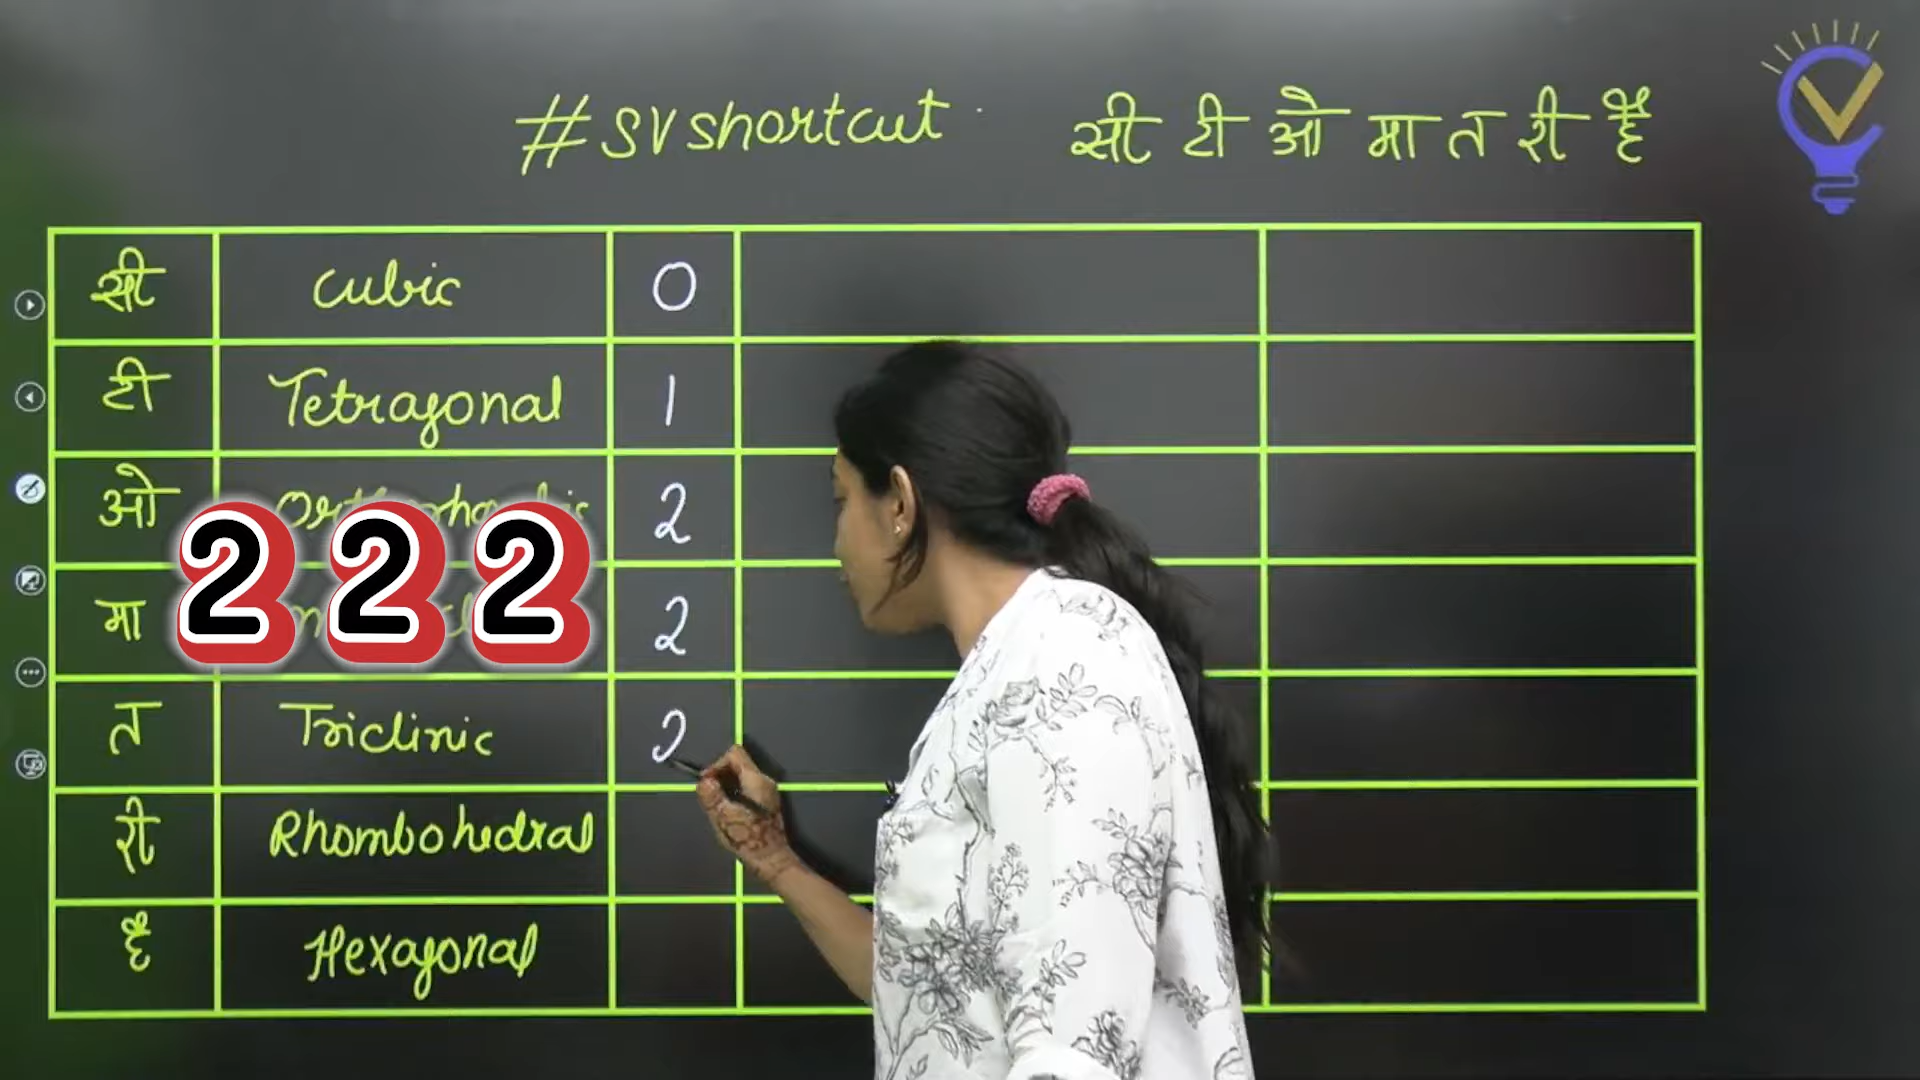 #SVshortcut सी टी ओ मा त री है
सी cubic 0
टी Tetragonal 1
ओ 2
मा 2
222
त Triclinic 2
री Rhombohedral
है Hexagonal